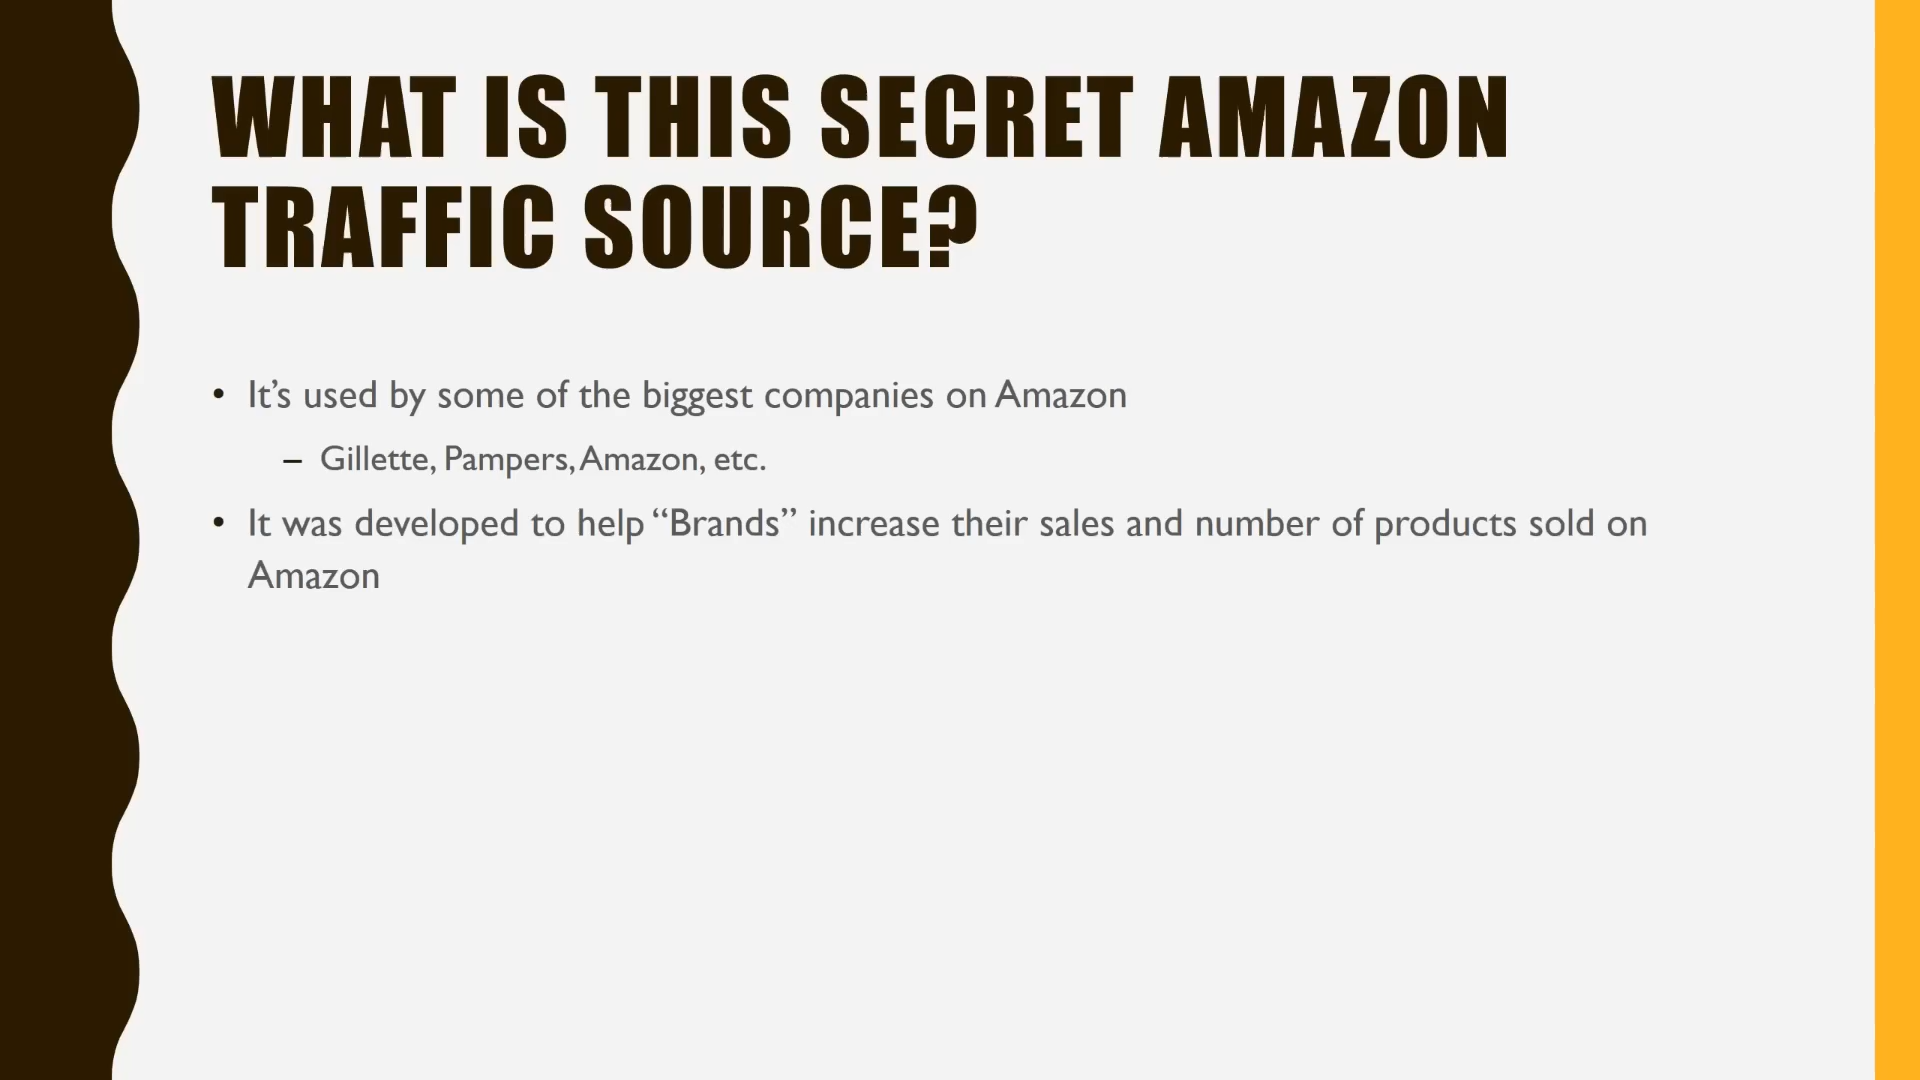 WHAT IS THIS SECRET AMAZON
TRAFFIC SOURCE?
• It’s used by some of the biggest companies on Amazon
– Gillette, Pampers, Amazon, etc.
• It was developed to help “Brands” increase their sales and number of products sold on
Amazon